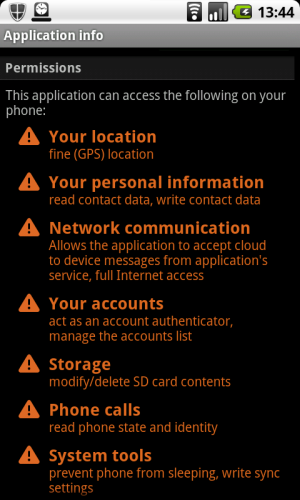 13:44
Application info
Permissions
This application can access the following on your
phone:
Your location
fine (GPS) location
Your personal information
read contact data, write contact data
Network communication
Allows the application to accept cloud
to device messages from application's
service, full Internet access
Your accounts
act as an account authenticator,
manage the accounts list
Storage
modify/delete SD card contents
Phone calls
read phone state and identity
System tools
prevent phone from sleeping, write sync
settings